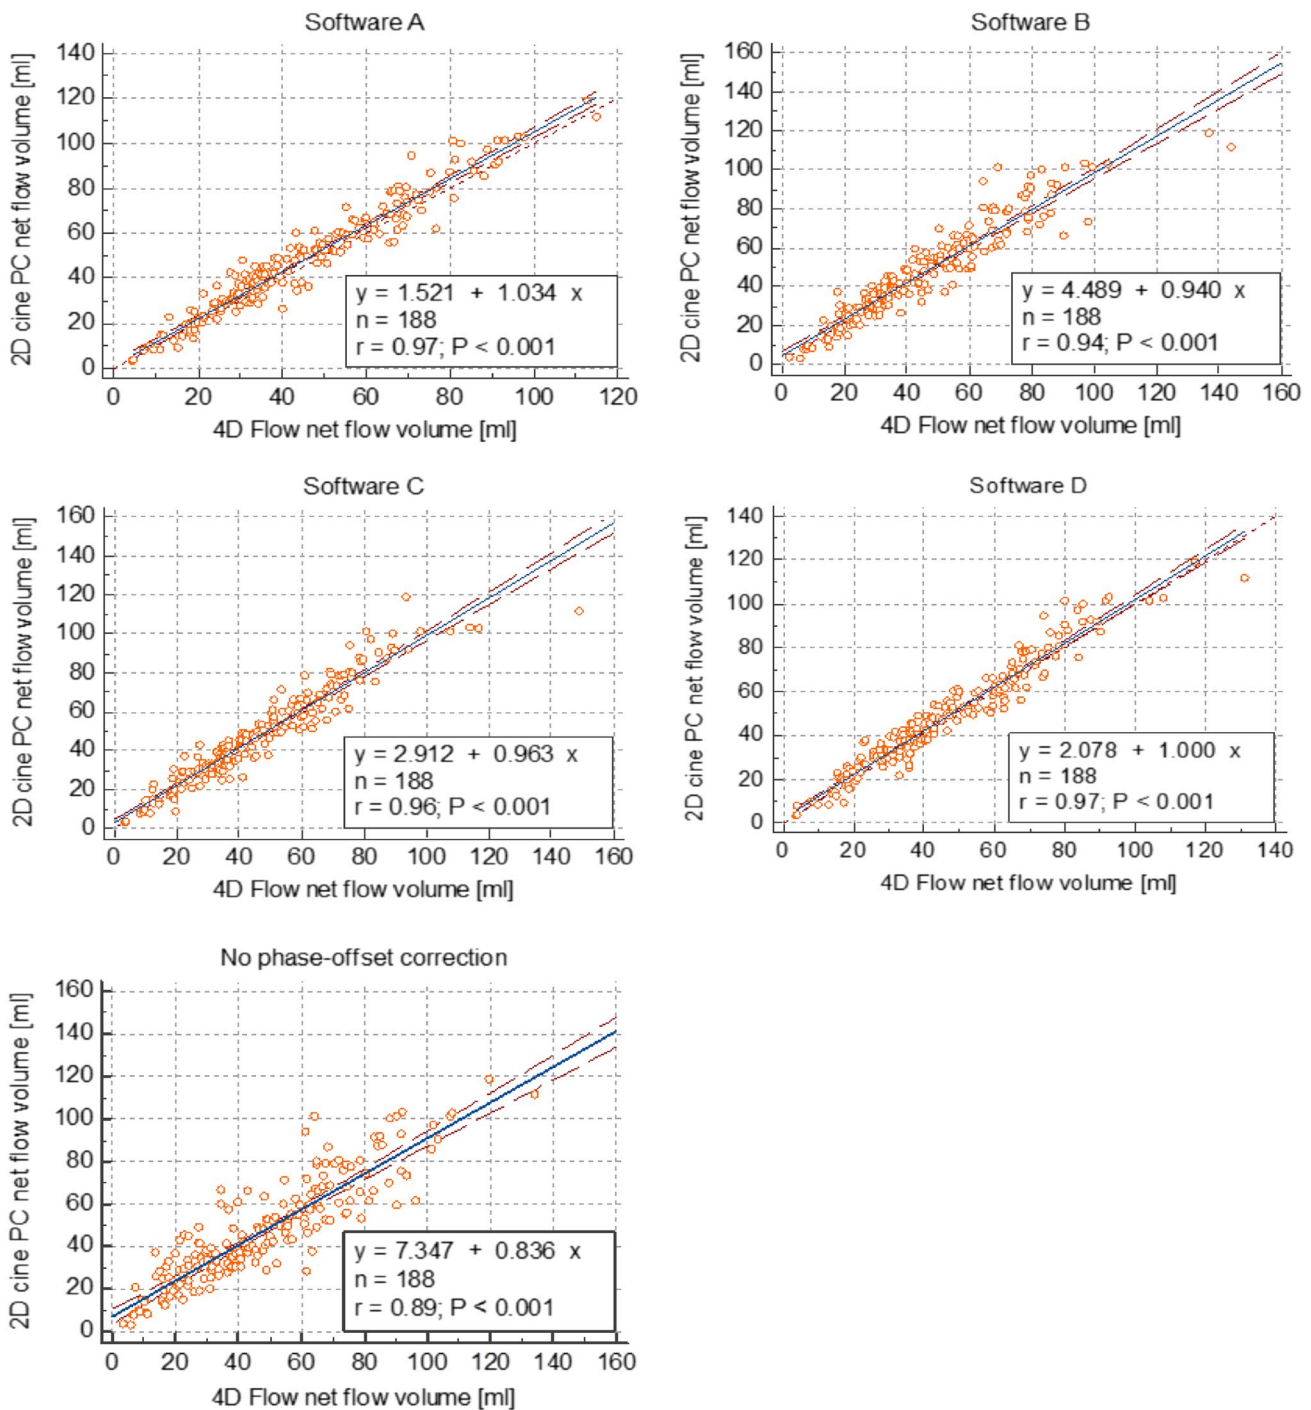 Software A
2D cine PC net flow volume [ml]
140
120
100
80
60
40
20
0
y = 1.521 + 1.034 x
n = 188
r = 0.97; P < 0.001
0 20 40 60 80 100 120
4D Flow net flow volume [ml]
Software B
2D cine PC net flow volume [ml]
160
140
120
100
80
60
40
20
0
y = 4.489 + 0.940 x
n = 188
r = 0.94; P < 0.001
0 20 40 60 80 100 120 140 160
4D Flow net flow volume [ml]
Software C
2D cine PC net flow volume [ml]
160
140
120
100
80
60
40
20
0
y = 2.912 + 0.963 x
n = 188
r = 0.96; P < 0.001
0 20 40 60 80 100 120 140 160
4D Flow net flow volume [ml]
Software D
2D cine PC net flow volume [ml]
140
120
100
80
60
40
20
0
y = 2.078 + 1.000 x
n = 188
r = 0.97; P < 0.001
0 20 40 60 80 100 120 140
4D Flow net flow volume [ml]
No phase-offset correction
2D cine PC net flow volume [ml]
160
140
120
100
80
60
40
20
0
y = 7.347 + 0.836 x
n = 188
r = 0.89; P < 0.001
0 20 40 60 80 100 120 140 160
4D Flow net flow volume [ml]